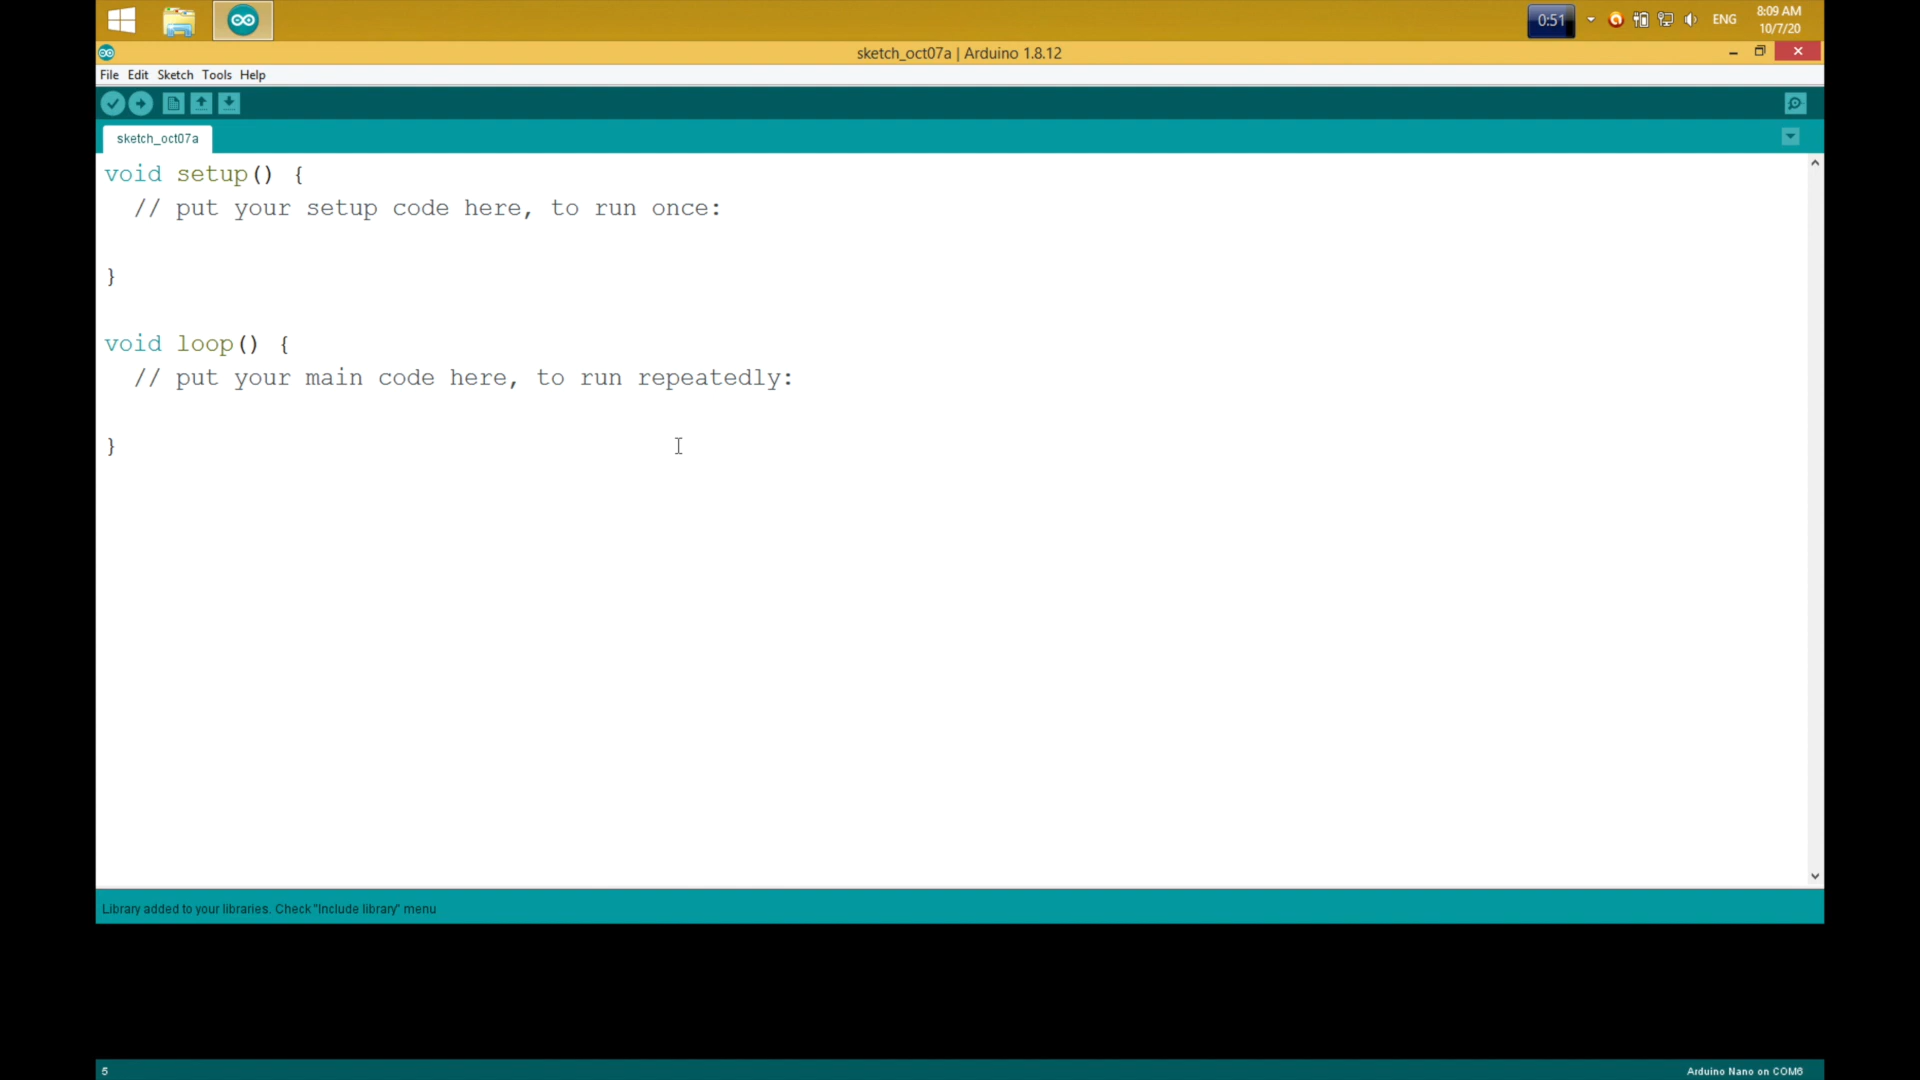 0:51
ENG
8:09 AM
10/7/20
sketch_oct07a | Arduino 1.8.12
File Edit Sketch Tools Help
sketch_oct07a
void setup() {
// put your setup code here, to run once:
}
void loop() {
// put your main code here, to run repeatedly:
}
Library added to your libraries. Check "Include library" menu
5
Arduino Nano on COM6